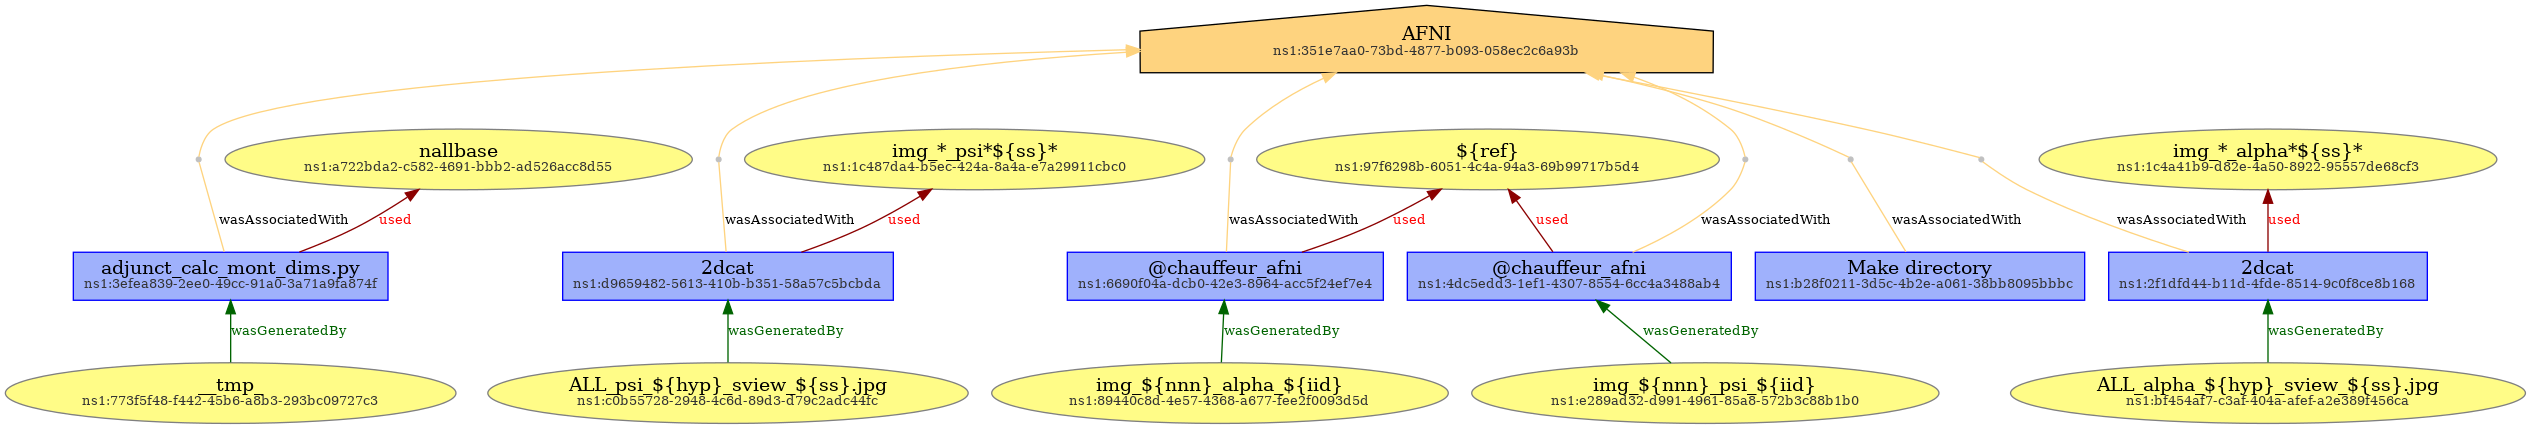 AFNI
ns1:351e7aa0-73bd-4877-b093-058ec2c6a93b
nallbase
ns1:a722bda2-c582-4691-bbb2-ad526acc8d55
img_*_psi*${ss}*
ns1:1c487da4-b5ec-424a-8a4a-e7a29911cbc0
${ref}
ns1:97f6298b-6051-4c4a-94a3-69b99717b5d4
img_*_alpha*${ss}*
ns1:1c4a41b9-d82e-4a50-8922-95557de68cf3
wasAssociatedWith
used
wasAssociatedWith
used
wasAssociatedWith
used
used
wasAssociatedWith
wasAssociatedWith
wasAssociatedWith
used
adjunct_calc_mont_dims.py
ns1:3efea839-2ee0-49cc-91a0-3a71a9fa874f
2dcat
ns1:d9659482-5613-410b-b351-58a57c5bcbda
@chauffeur_afni
ns1:6690f04a-dcb0-42e3-8964-acc5f24ef7e4
@chauffeur_afni
ns1:4dc5edd3-1ef1-4307-8554-6cc4a3488ab4
Make directory
ns1:b28f0211-3d5c-4b2e-a061-38bb8095bbbc
2dcat
ns1:2f1dfd44-b11d-4fde-8514-9c0f8ce8b168
wasGeneratedBy
wasGeneratedBy
wasGeneratedBy
wasGeneratedBy
wasGeneratedBy
__tmp_
ns1:773f5f48-f442-45b6-a8b3-293bc09727c3
ALL_psi_${hyp}_sview_${ss}.jpg
ns1:c0b55728-2948-4c6d-89d3-d79c2adc44fc
img_${nnn}_alpha_${iid}
ns1:89440c8d-4e57-4368-a677-fee2f0093d5d
img_${nnn}_psi_${iid}
ns1:e289ad32-d991-4961-85a8-572b3c88b1b0
ALL_alpha_${hyp}_sview_${ss}.jpg
ns1:bf454af7-c3af-404a-afef-a2e389f456ca